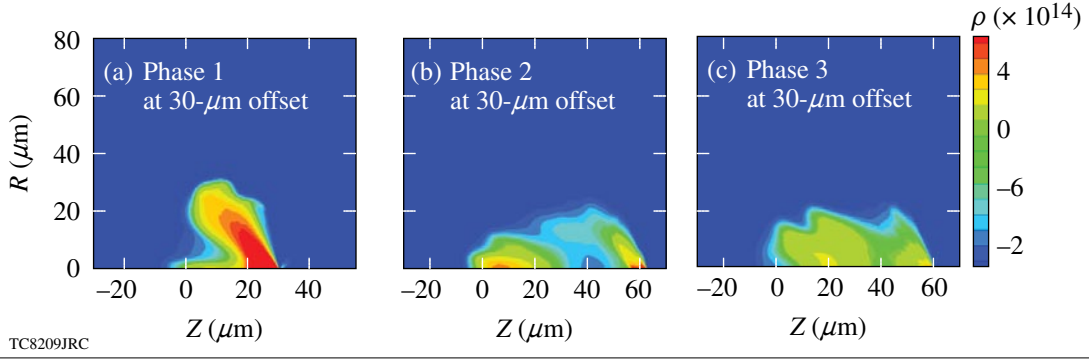 ρ (× 10¹⁴)
80
60
40
20
0
R (μm)
(a) Phase 1
at 30-μm offset
(b) Phase 2
at 30-μm offset
(c) Phase 3
at 30-μm offset
4
0
–6
–2
–20 0 20 40
–20 0 20 40 60
–20 0 20 40 60
Z (μm)
Z (μm)
Z (μm)
TC8209JRC